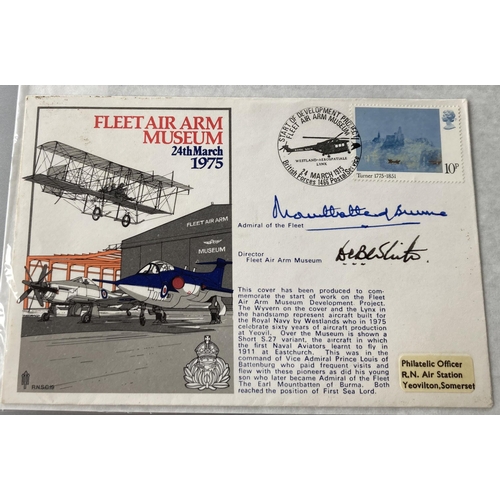 FLEET AIR ARM
MUSEUM
24th March
1975
FLEET AIR ARM
MUSEUM
R.N.S.C.6
START OF DEVELOPMENT PROJECT
FLEET AIR ARM MUSEUM
WESTLAND-AEROSPATIALE
LYNX
24 MARCH 1975
British Forces 1466 Postal Service
Turner 1775-1851
10P
Mountbatten of Burma
Admiral of the Fleet
Director
Fleet Air Arm Museum
This cover has been produced to com-
memorate the start of work on the Fleet
Air Arm Museum Development Project.
The Wyvern on the cover and the Lynx in
the handstamp represent aircraft built for
the Royal Navy by Westlands who in 1975
celebrate sixty years of aircraft production
at Yeovil. Over the Museum is shown a
Short S.27 variant, the aircraft in which
the first Naval Aviators learnt to fly in
1911 at Eastchurch. This was in the
command of Vice Admiral Prince Louis of
Battenburg who paid frequent visits and
flew with these pioneers as did his young
son who later became Admiral of the Fleet
The Earl Mountbatten of Burma. Both
reached the position of First Sea Lord.
Philatelic Officer
R.N. Air Station
Yeovilton, Somerset